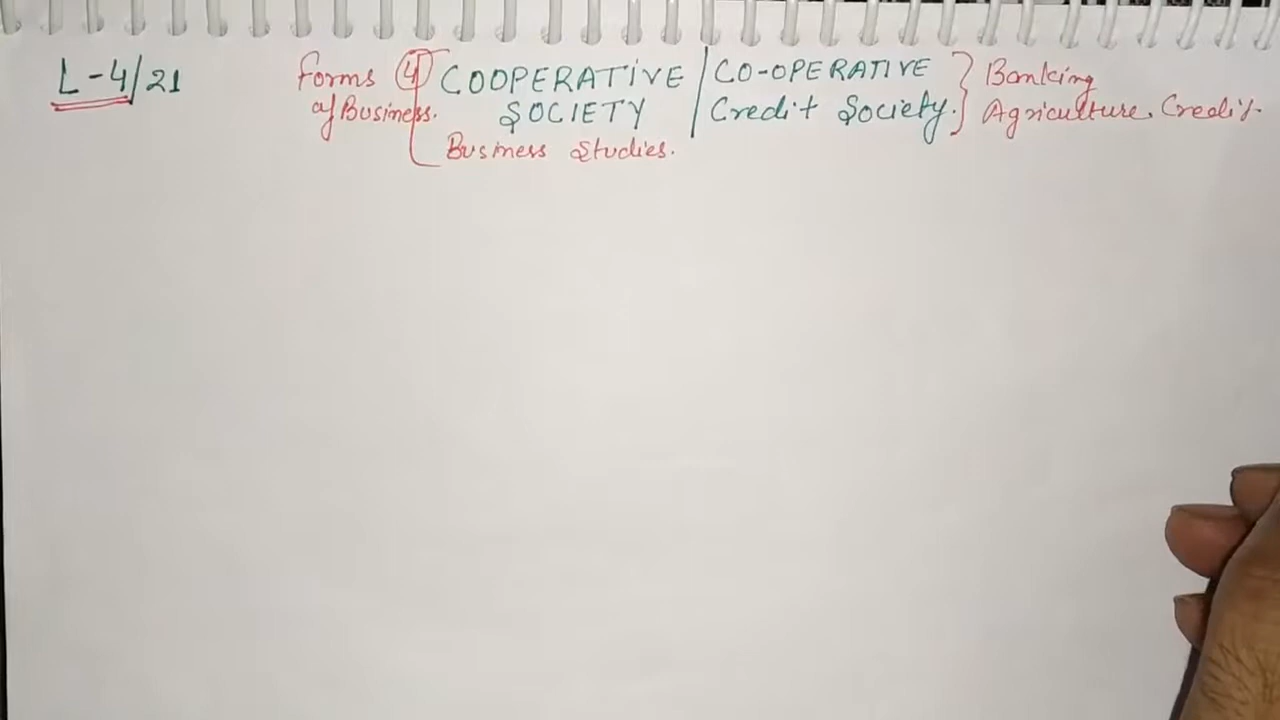 L-4/21
Forms ④ COOPERATIVE / CO-OPERATIVE } Banking
of Business. SOCIETY / Credit Society. } Agriculture, Credit.
Business Studies.